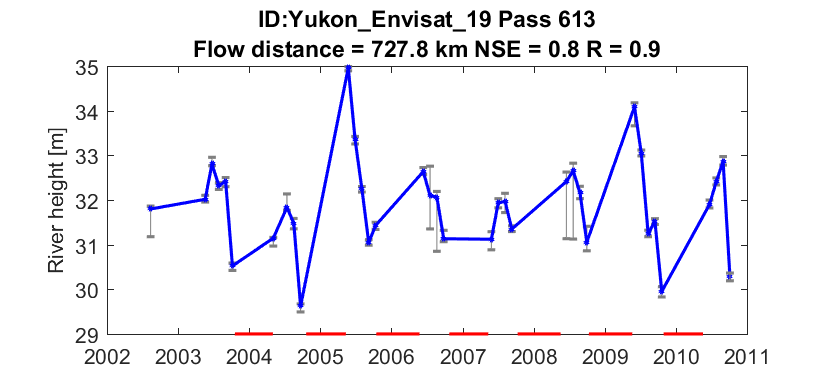 ID:Yukon_Envisat_19 Pass 613
Flow distance = 727.8 km NSE = 0.8 R = 0.9
River height [m]
35
34
33
32
31
30
29
2002 2003 2004 2005 2006 2007 2008 2009 2010 2011